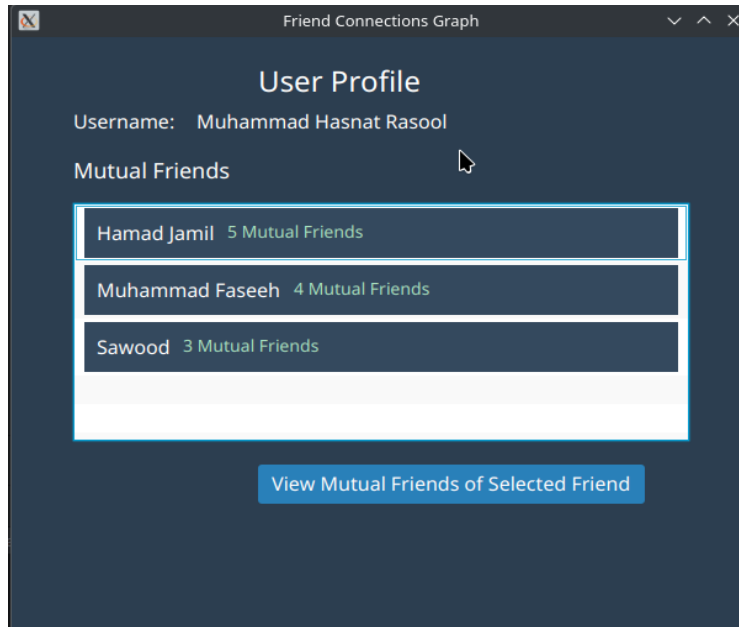 Friend Connections Graph
User Profile
Username: Muhammad Hasnat Rasool
Mutual Friends
Hamad Jamil 5 Mutual Friends
Muhammad Faseeh 4 Mutual Friends
Sawood 3 Mutual Friends
View Mutual Friends of Selected Friend